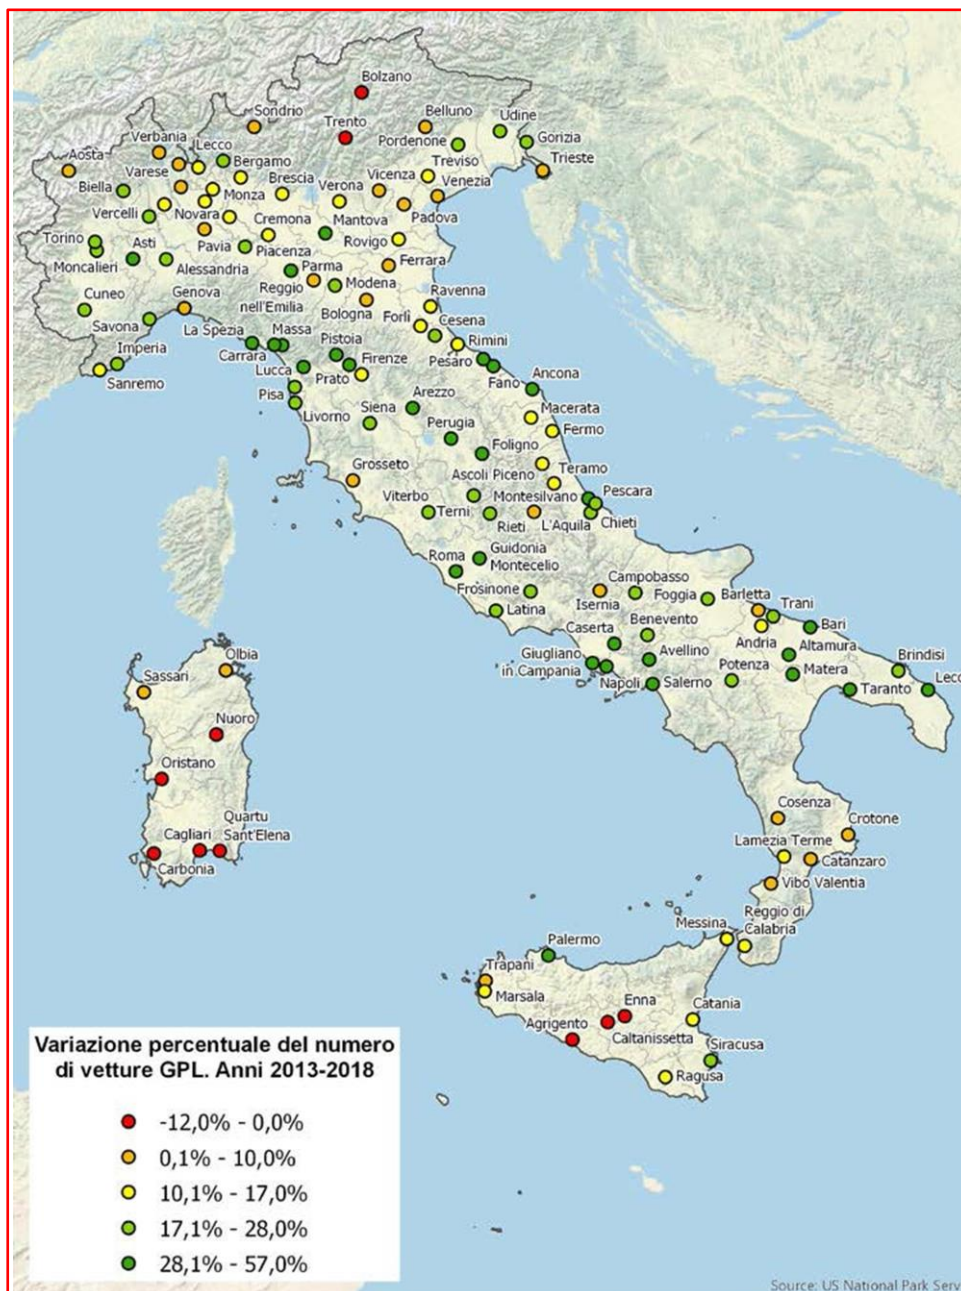 Bolzano
Sondrio
Belluno
Udine
Trento
Pordenone
Gorizia
Verbania
Lecco
Aosta
Varese
Bergamo
Treviso
Trieste
Biella
Brescia
Verona
Vicenza
Venezia
Monza
Vercelli
Novara
Cremona
Mantova
Padova
Torino
Asti
Pavia
Piacenza
Rovigo
Moncalieri
Alessandria
Parma
Ferrara
Cuneo
Genova
Reggio
nell'Emilia
Modena
Ravenna
Savona
La Spezia
Massa
Bologna
Forlì
Cesena
Imperia
Carrara
Pistoia
Rimini
Sanremo
Lucca
Prato
Firenze
Pesaro
Fano
Ancona
Pisa
Arezzo
Livorno
Siena
Perugia
Macerata
Fermo
Foligno
Grosseto
Ascoli Piceno
Teramo
Viterbo
Terni
Montesilvano
Pescara
Rieti
L'Aquila
Chieti
Roma
Guidonia
Montecelio
Frosinone
Campobasso
Isernia
Foggia
Barletta
Trani
Latina
Benevento
Bari
Caserta
Andria
Altamura
Giugliano
in Campania
Avellino
Potenza
Matera
Brindisi
Napoli
Salerno
Taranto
Lecc
Olbia
Sassari
Nuoro
Oristano
Quartu
Sant'Elena
Cagliari
Carbonia
Cosenza
Crotone
Lamezia Terme
Catanzaro
Vibo Valentia
Reggio di
Calabria
Messina
Palermo
Trapani
Marsala
Enna
Catania
Agrigento
Caltanissetta
Siracusa
Ragusa
Variazione percentuale del numero
di vetture GPL. Anni 2013-2018
-12,0% - 0,0%
0,1% - 10,0%
10,1% - 17,0%
17,1% - 28,0%
28,1% - 57,0%
Source: US National Park Serv